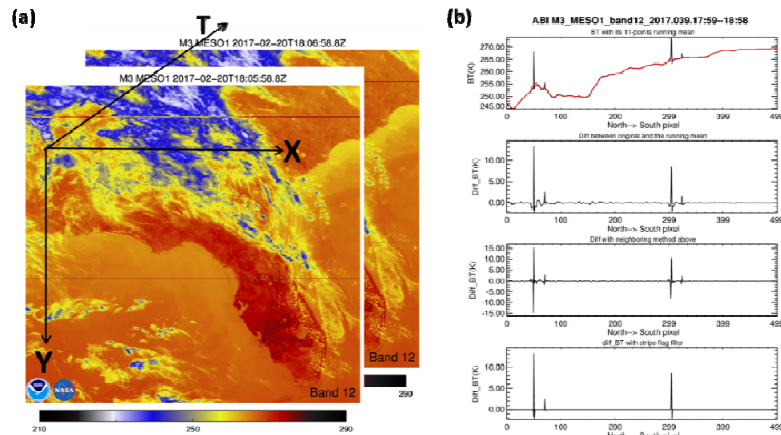 (a)
T
M3 MESO1 2017-02-20T18:06:58.8Z
M3 MESO1 2017-02-20T18:05:58.8Z
X
Y
Band 12
Band 12
NASA
290
210 250 290
(b)
ABI M3_MESO1_band12_2017.039.17:59--18:58
BT with its 11-points running mean
BT(K)
270.00
265.00
260.00
255.00
250.00
245.00
0 100 200 299 399 499
North--> South pixel
Diff between original and the running mean
Diff_BT(K)
10.00
5.00
0.00
0 100 200 299 399 499
North--> South pixel
Diff with neighboring method above
Diff_BT(K)
15.00
10.00
5.00
0.00
-5.00
-10.00
-15.00
0 100 200 299 399 499
North--> South pixel
diff_BT with stripe flag filter
Diff_BT(K)
10.00
5.00
0.00
0 100 200 299 399 499
North--> South pixel